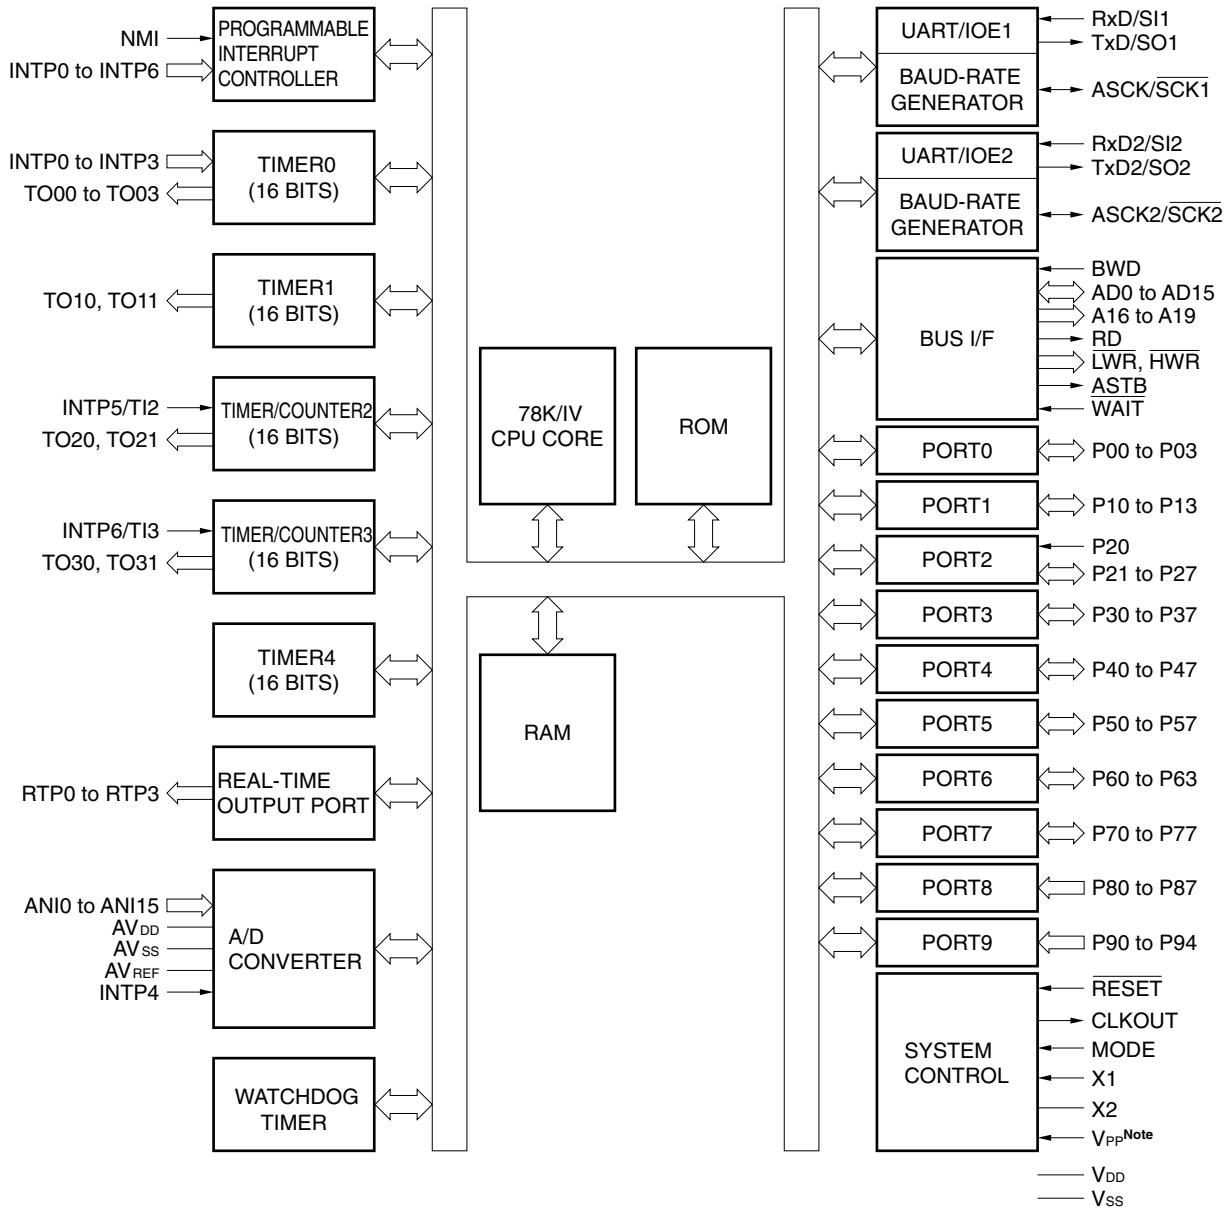 NMI
INTP0 to INTP6
PROGRAMMABLE
INTERRUPT
CONTROLLER
INTP0 to INTP3
TO00 to TO03
TIMER0
(16 BITS)
TO10, TO11
TIMER1
(16 BITS)
INTP5/TI2
TO20, TO21
TIMER/COUNTER2
(16 BITS)
INTP6/TI3
TO30, TO31
TIMER/COUNTER3
(16 BITS)
TIMER4
(16 BITS)
RTP0 to RTP3
REAL-TIME
OUTPUT PORT
ANI0 to ANI15
AVDD
AVSS
AVREF
INTP4
A/D
CONVERTER
WATCHDOG
TIMER
78K/IV
CPU CORE
ROM
RAM
UART/IOE1
BAUD-RATE
GENERATOR
RxD/SI1
TxD/SO1
ASCK/S̅C̅K̅1̅
UART/IOE2
BAUD-RATE
GENERATOR
RxD2/SI2
TxD2/SO2
ASCK2/S̅C̅K̅2̅
BUS I/F
BWD
AD0 to AD15
A16 to A19
R̅D̅
L̅W̅R̅, H̅W̅R̅
ASTB
W̅A̅I̅T̅
PORT0
P00 to P03
PORT1
P10 to P13
PORT2
P20
P21 to P27
PORT3
P30 to P37
PORT4
P40 to P47
PORT5
P50 to P57
PORT6
P60 to P63
PORT7
P70 to P77
PORT8
P80 to P87
PORT9
P90 to P94
SYSTEM
CONTROL
R̅E̅S̅E̅T̅
CLKOUT
MODE
X1
X2
VPPNote
VDD
VSS